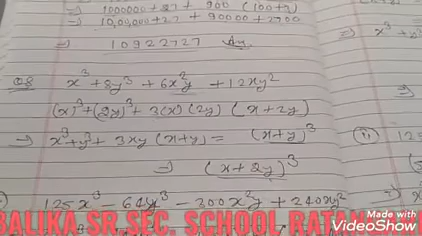 =) 1000000 + 27 + 900 (100+3)
=) 10,00,000 + 27 + 90000 + 2700
=) 10922727 Ans
Q8 x³ + 8y³ + 6x²y + 12xy²
(x)³ + (2y)³ + 3(x)(2y) (x + 2y)
→ x³ + y³ + 3xy (x+y) = (x+y)³
=) (x + 2y)³
125x³ - 64y³ - 300x²y + 240xy²
BALIKA SR. SEC. SCHOOL
Made with
VideoShow